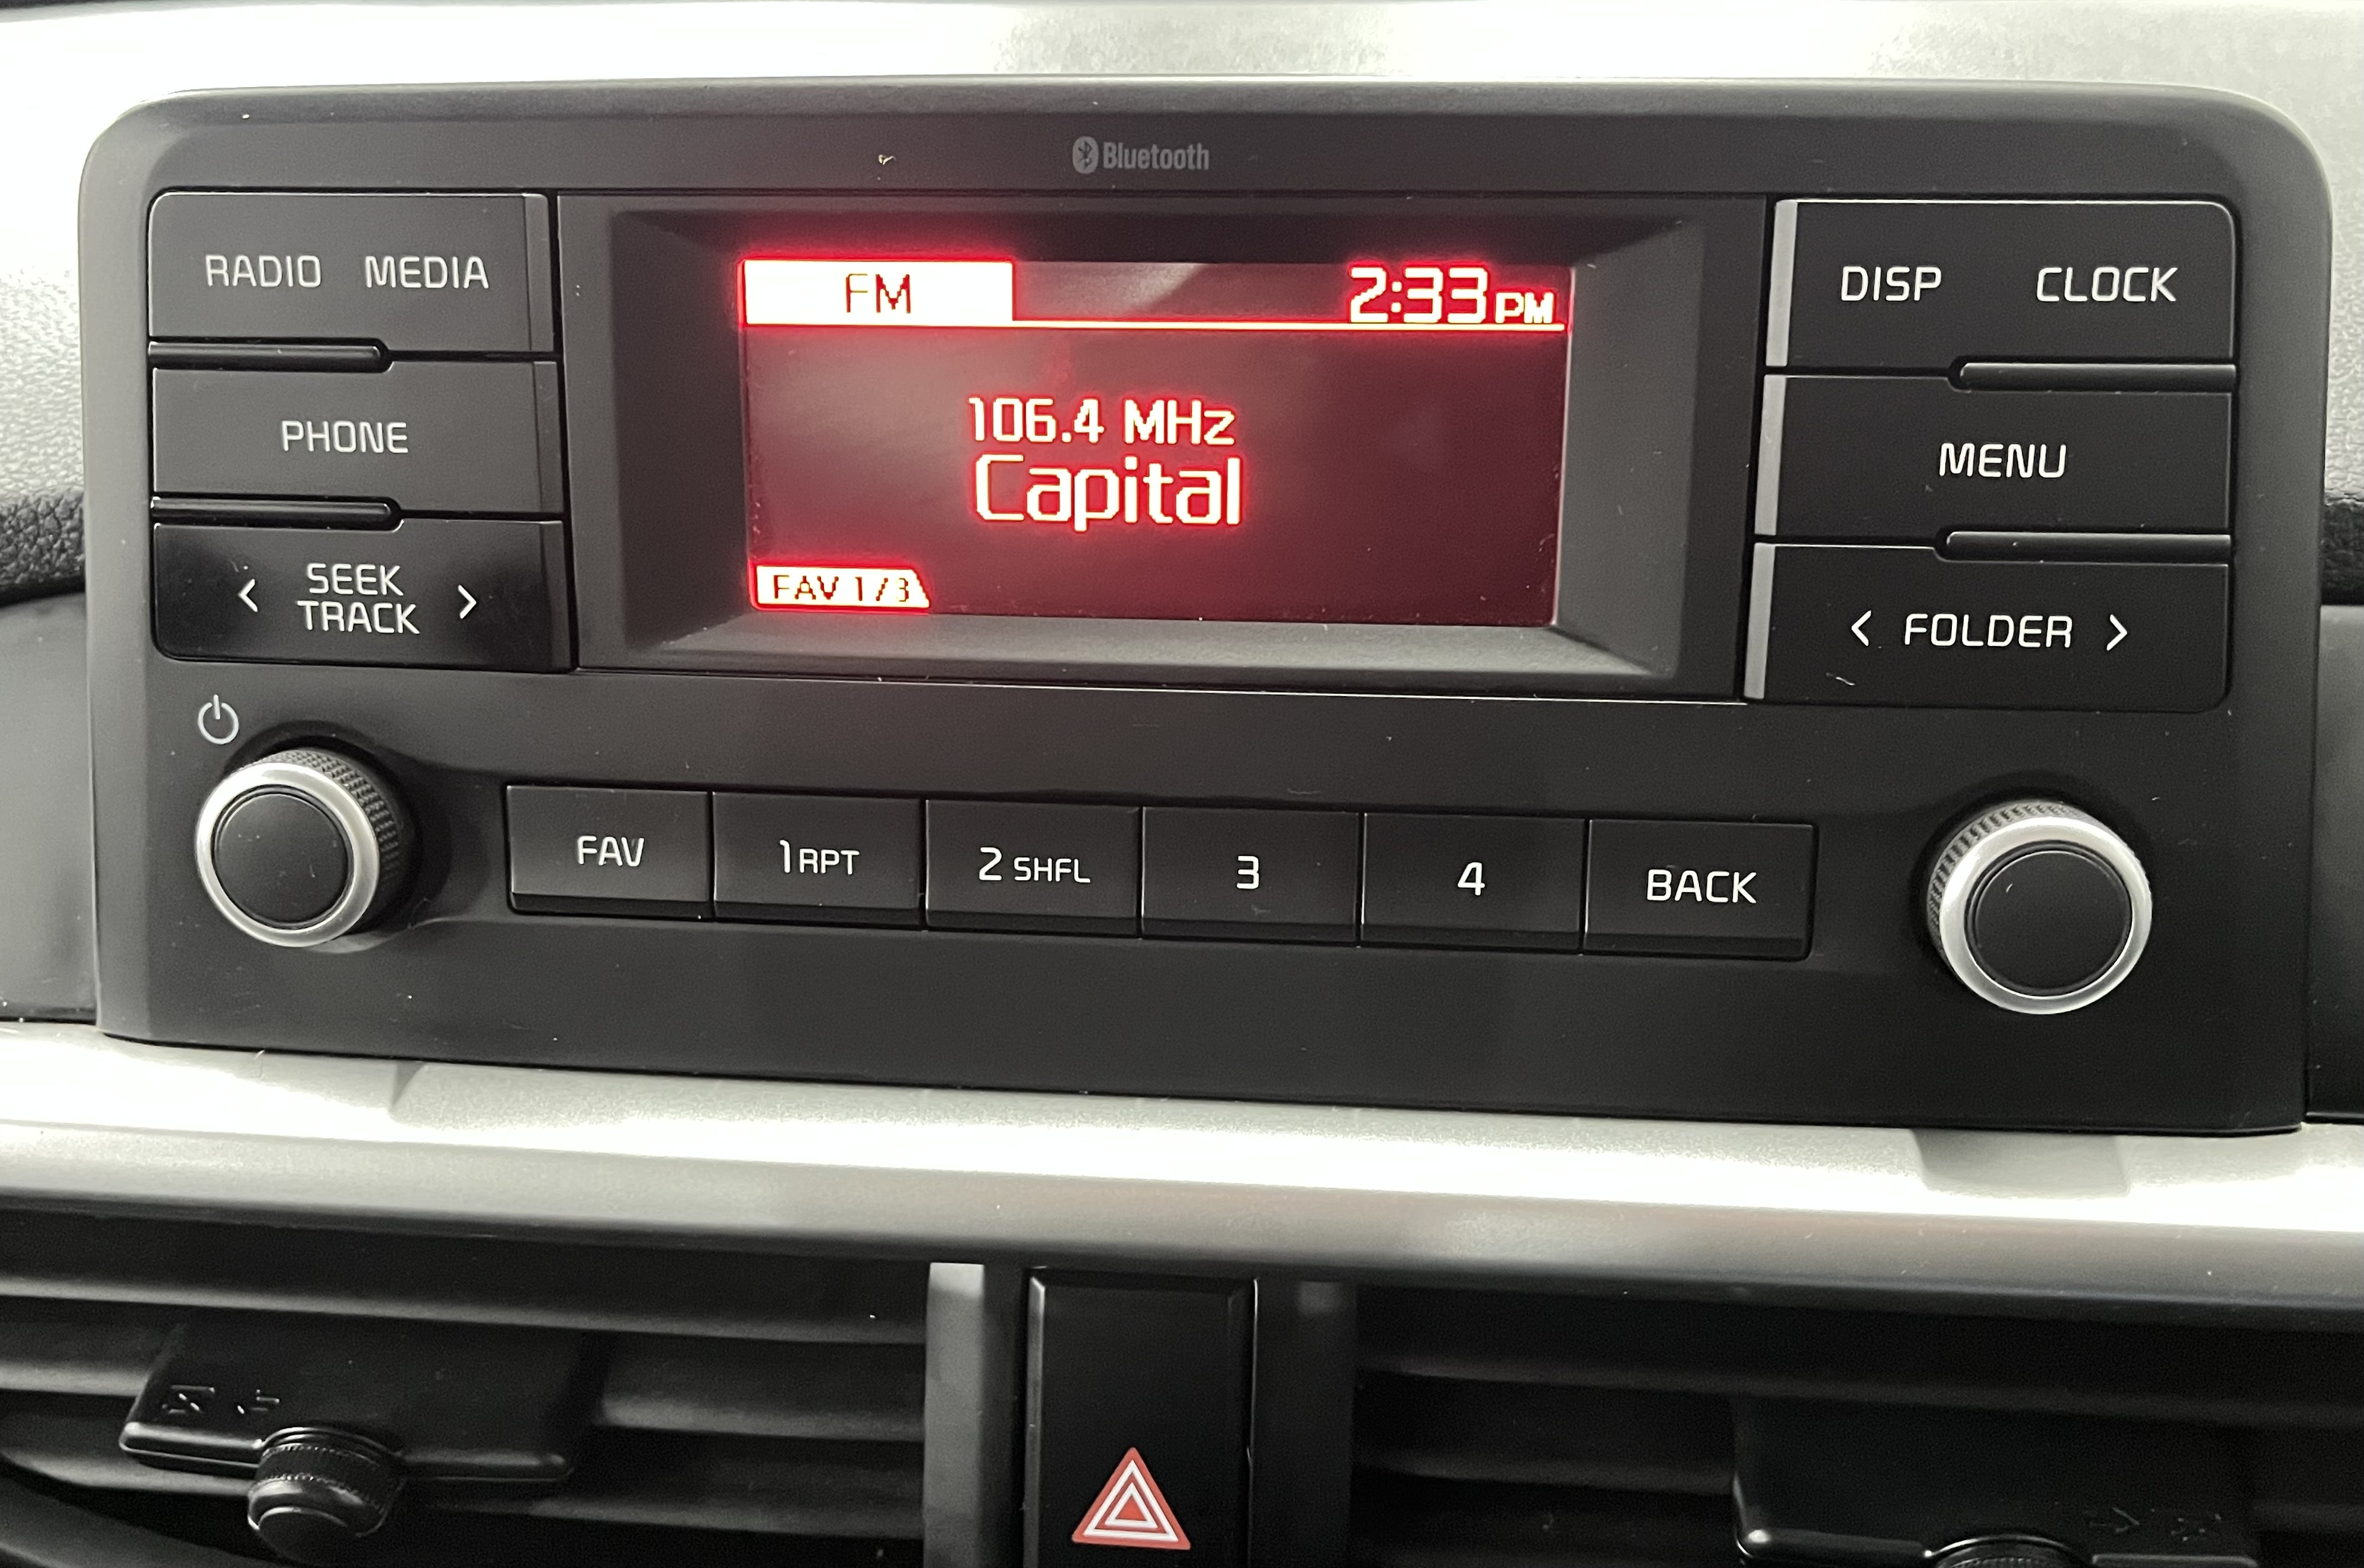 Bluetooth
RADIO MEDIA
PHONE
< SEEK TRACK >
FM 2:33 PM
106.4 MHz
Capital
FAV 1/3
DISP CLOCK
MENU
< FOLDER >
FAV
1 RPT
2 SHFL
3
4
BACK